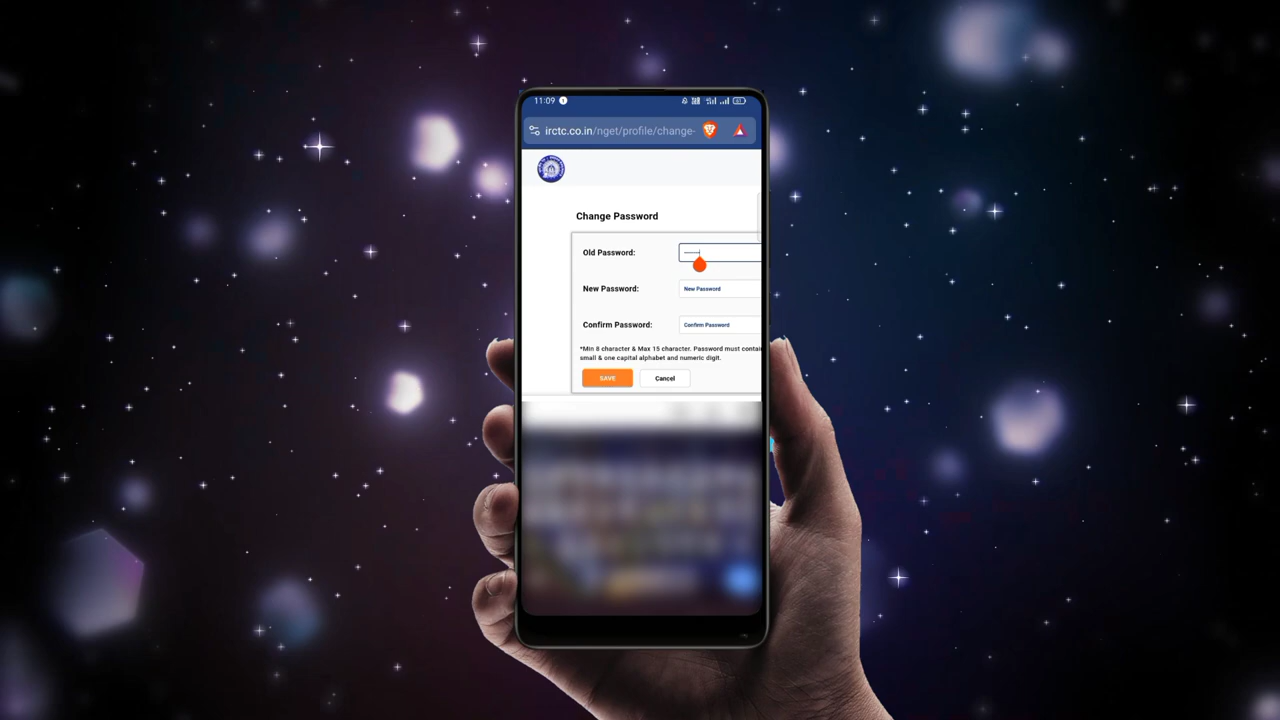 11:09
irctc.co.in/nget/profile/change-
Change Password
Old Password:
New Password:
New Password
Confirm Password:
Confirm Password
*Min 8 character & Max 15 character. Password must contai
small & one capital alphabet and numeric digit.
SAVE
Cancel